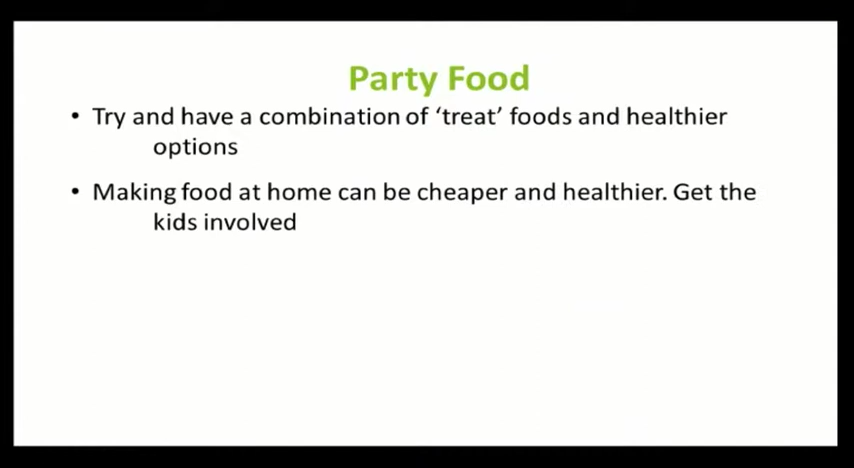 Party Food
• Try and have a combination of ‘treat’ foods and healthier
options
• Making food at home can be cheaper and healthier. Get the
kids involved